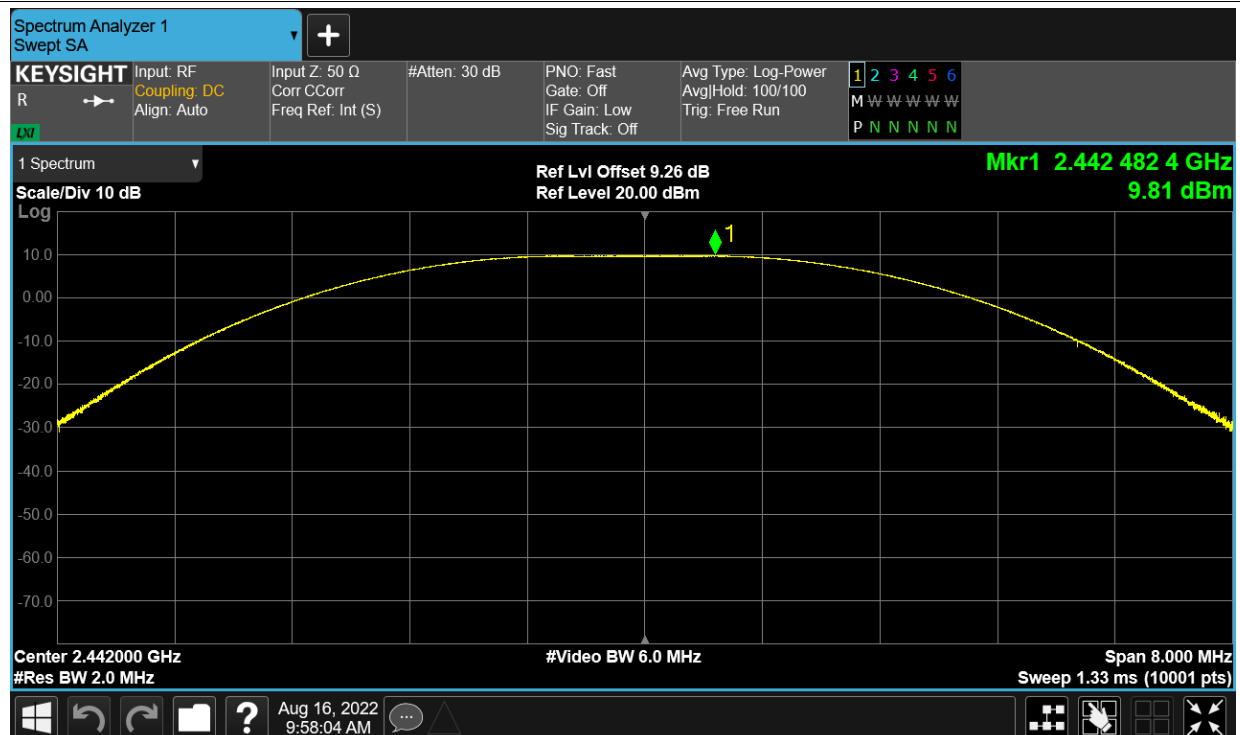 Spectrum Analyzer 1
Swept SA
+
KEYSIGHT
R
LXI
Input: RF
Coupling: DC
Align: Auto
Input Z: 50 Ω
Corr CCorr
Freq Ref: Int (S)
#Atten: 30 dB
PNO: Fast
Gate: Off
IF Gain: Low
Sig Track: Off
Avg Type: Log-Power
Avg|Hold: 100/100
Trig: Free Run
1 2 3 4 5 6
M W W W W W
P N N N N N
1 Spectrum
Scale/Div 10 dB
Log
Ref Lvl Offset 9.26 dB
Ref Level 20.00 dBm
Mkr1 2.442 482 4 GHz
9.81 dBm
1
10.0
0.00
-10.0
-20.0
-30.0
-40.0
-50.0
-60.0
-70.0
Center 2.442000 GHz
#Res BW 2.0 MHz
#Video BW 6.0 MHz
Span 8.000 MHz
Sweep 1.33 ms (10001 pts)
?
Aug 16, 2022
9:58:04 AM